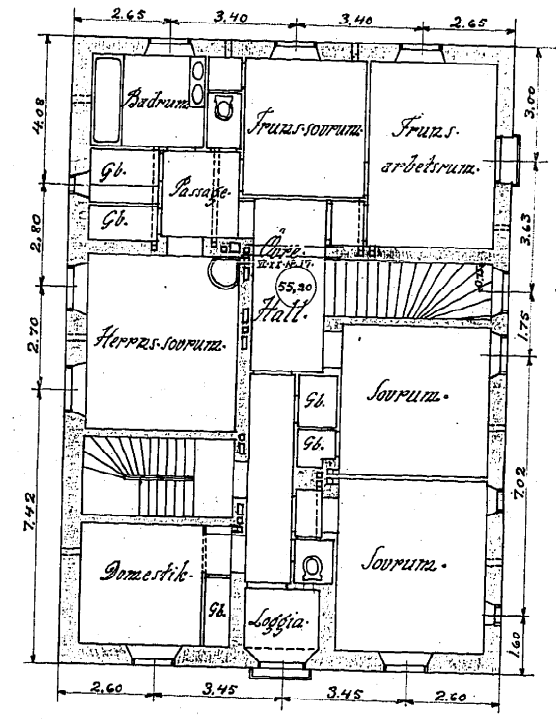 2.65 3.40 3.40 2.65
4.08
2.80
2.70
7.42
3.00
3.63
1.75
7.02
1.60
Badrum.
Fruns-sovrum.
Fruns-
arbetsrum.
Gb.
Gb.
Passage.
Övre
55,20
Hall.
Herrns-sovrum.
Sovrum.
Gb.
Gb.
Sovrum.
Domestik.
Gb.
Loggia.
2.60 3.45 3.45 2.60